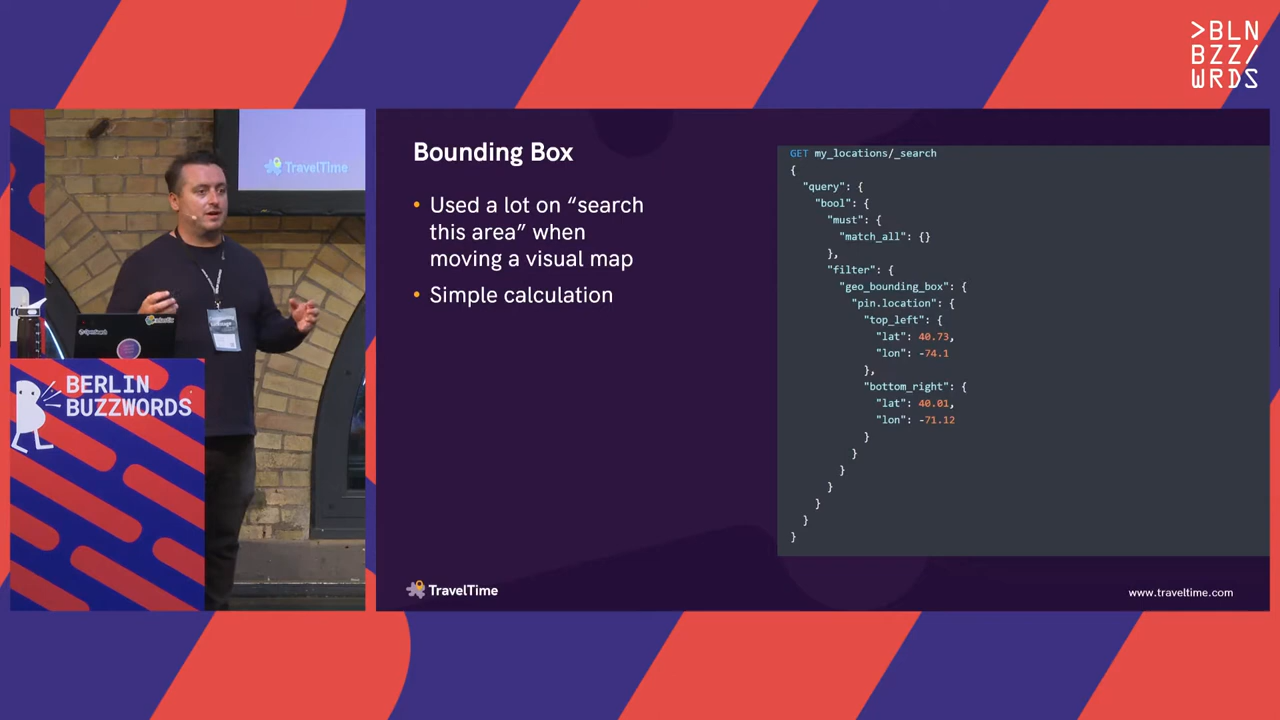 >BLN
BZZ/
WRDS
TravelTime
BERLIN
BUZZWORDS
Bounding Box
• Used a lot on “search
this area” when
moving a visual map
• Simple calculation
GET my_locations/_search
{
"query": {
"bool": {
"must": {
"match_all": {}
},
"filter": {
"geo_bounding_box": {
"pin.location": {
"top_left": {
"lat": 40.73,
"lon": -74.1
},
"bottom_right": {
"lat": 40.01,
"lon": -71.12
}
}
}
}
}
}
}
TravelTime
www.traveltime.com